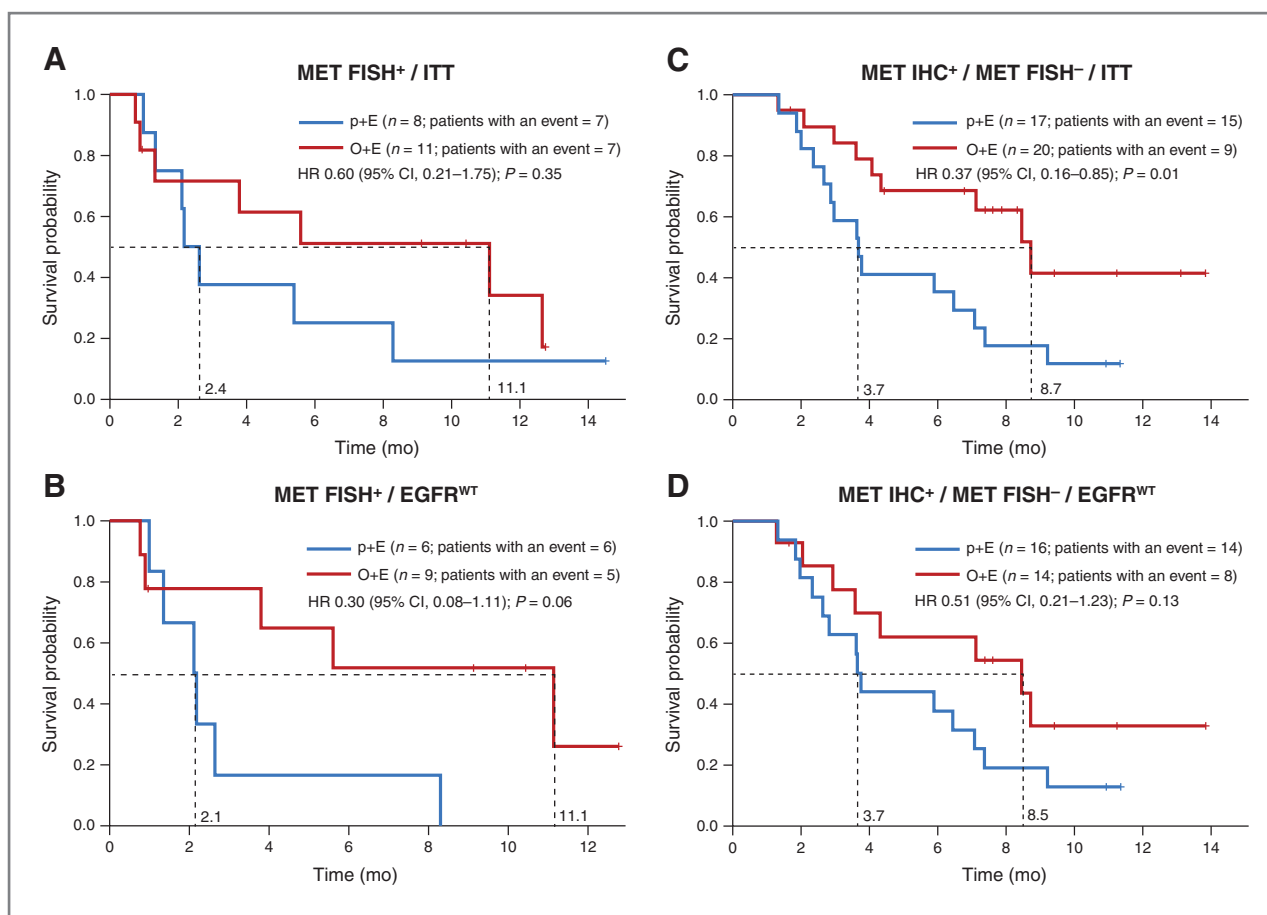 A
MET FISH⁺ / ITT
p+E (n = 8; patients with an event = 7)
O+E (n = 11; patients with an event = 7)
HR 0.60 (95% CI, 0.21–1.75); P = 0.35
Survival probability
1.0
0.8
0.6
0.4
0.2
0.0
2.4
11.1
0 2 4 6 8 10 12 14
Time (mo)
C
MET IHC⁺ / MET FISH⁻ / ITT
p+E (n = 17; patients with an event = 15)
O+E (n = 20; patients with an event = 9)
HR 0.37 (95% CI, 0.16–0.85); P = 0.01
Survival probability
1.0
0.8
0.6
0.4
0.2
0.0
3.7
8.7
0 2 4 6 8 10 12 14
Time (mo)
B
MET FISH⁺ / EGFRᵂᵀ
p+E (n = 6; patients with an event = 6)
O+E (n = 9; patients with an event = 5)
HR 0.30 (95% CI, 0.08–1.11); P = 0.06
Survival probability
1.0
0.8
0.6
0.4
0.2
0.0
2.1
11.1
0 2 4 6 8 10 12
Time (mo)
D
MET IHC⁺ / MET FISH⁻ / EGFRᵂᵀ
p+E (n = 16; patients with an event = 14)
O+E (n = 14; patients with an event = 8)
HR 0.51 (95% CI, 0.21–1.23); P = 0.13
Survival probability
1.0
0.8
0.6
0.4
0.2
0.0
3.7
8.5
0 2 4 6 8 10 12 14
Time (mo)